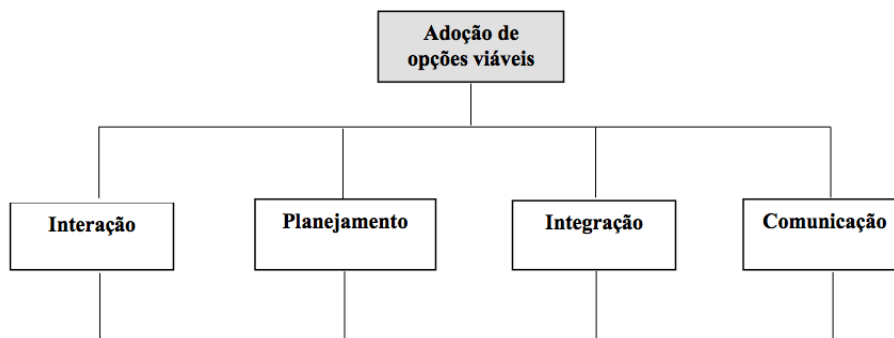 Adoção de
opções viáveis
Interação
Planejamento
Integração
Comunicação